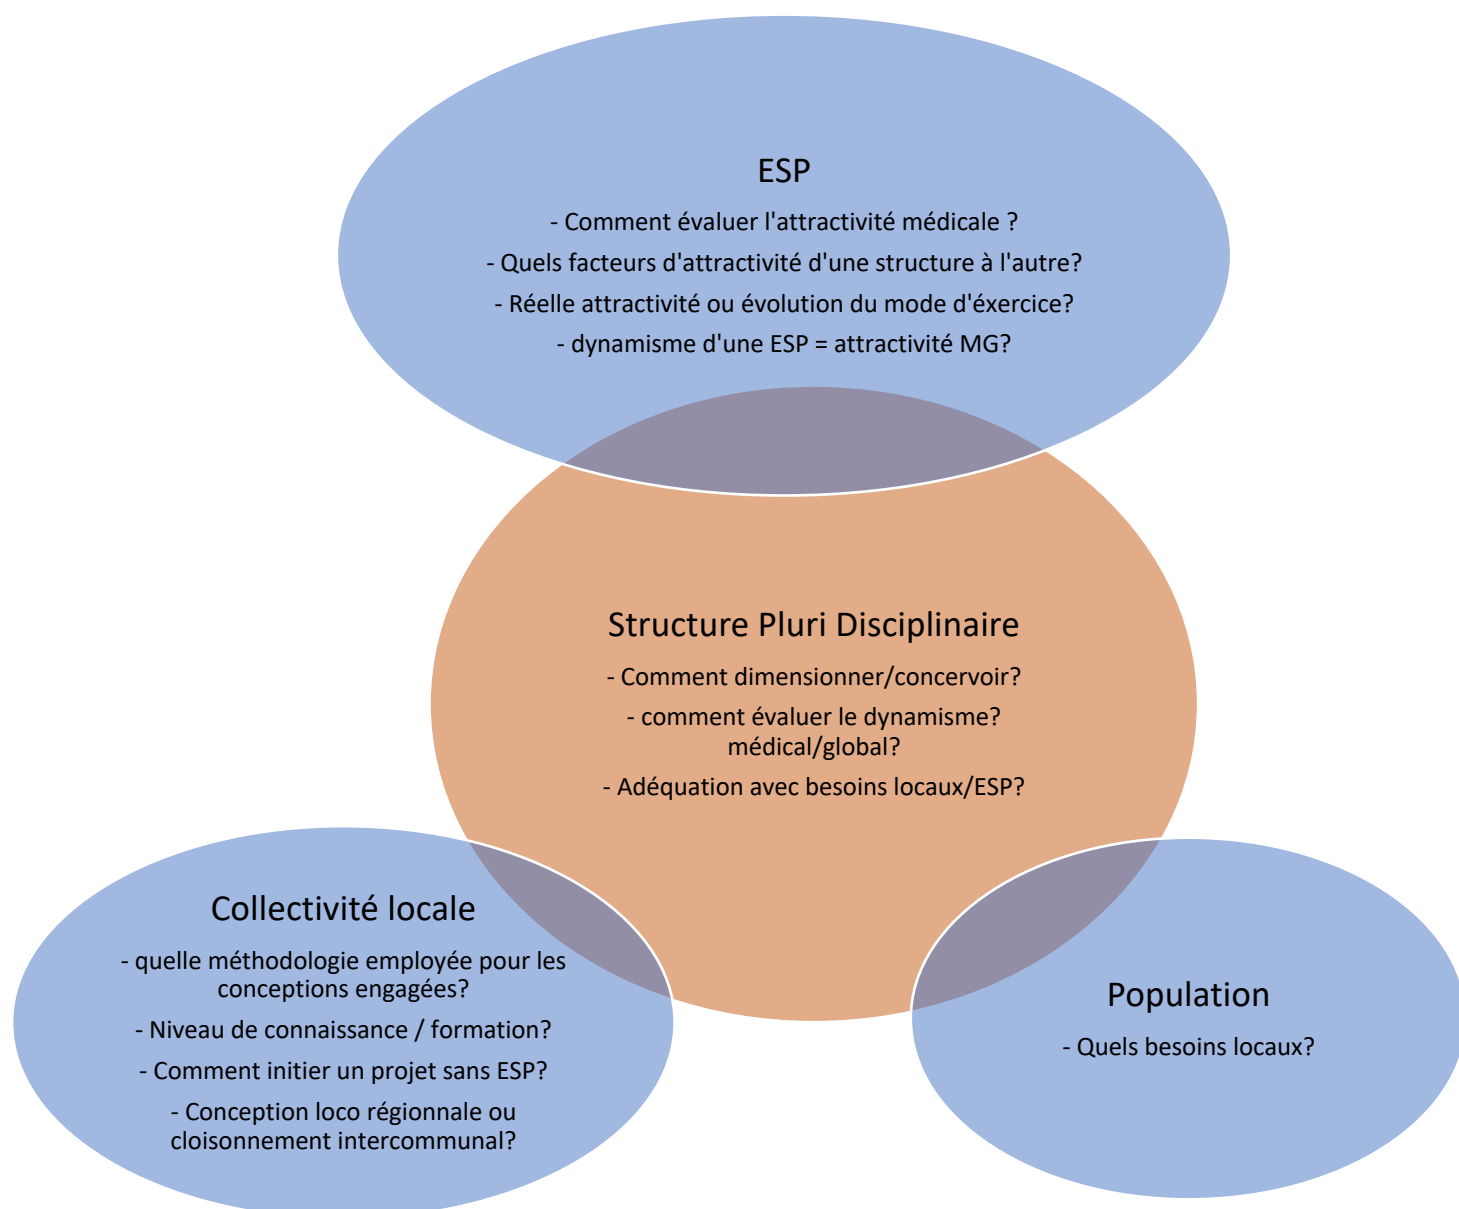 ESP
- Comment évaluer l'attractivité médicale ?
- Quels facteurs d'attractivité d'une structure à l'autre?
- Réelle attractivité ou évolution du mode d'éxercice?
- dynamisme d'une ESP = attractivité MG?
Structure Pluri Disciplinaire
- Comment dimensionner/concervoir?
- comment évaluer le dynamisme?
médical/global?
- Adéquation avec besoins locaux/ESP?
Collectivité locale
- quelle méthodologie employée pour les
conceptions engagées?
- Niveau de connaissance / formation?
- Comment initier un projet sans ESP?
- Conception loco régionnale ou
cloisonnement intercommunal?
Population
- Quels besoins locaux?